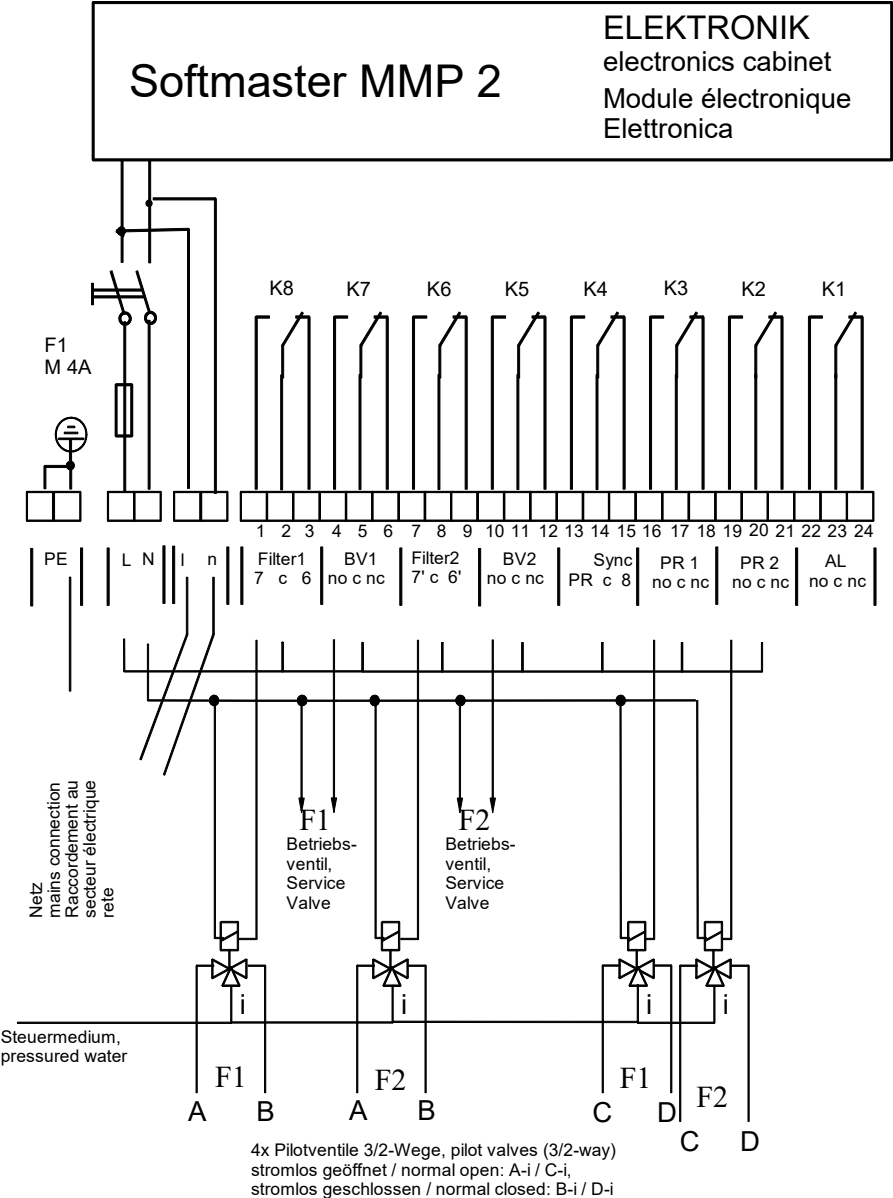 Softmaster MMP 2
ELEKTRONIK
electronics cabinet
Module électronique
Elettronica
K8 K7 K6 K5 K4 K3 K2 K1
F1
M 4A
1 2 3 4 5 6 7 8 9 10 11 12 13 14 15 16 17 18 19 20 21 22 23 24
PE L N l n Filter1 BV1 Filter2 BV2 Sync PR 1 PR 2 AL
7 c 6 no c nc 7' c 6' no c nc PR c 8 no c nc no c nc no c nc
Netz
mains connection
Raccordement au
secteur électrique
rete
F1
Betriebs-
ventil,
Service
Valve
F2
Betriebs-
ventil,
Service
Valve
i i i i
Steuermedium,
pressured water
F1 F2 F1 F2
A B A B C D C D
4x Pilotventile 3/2-Wege, pilot valves (3/2-way)
stromlos geöffnet / normal open: A-i / C-i,
stromlos geschlossen / normal closed: B-i / D-i